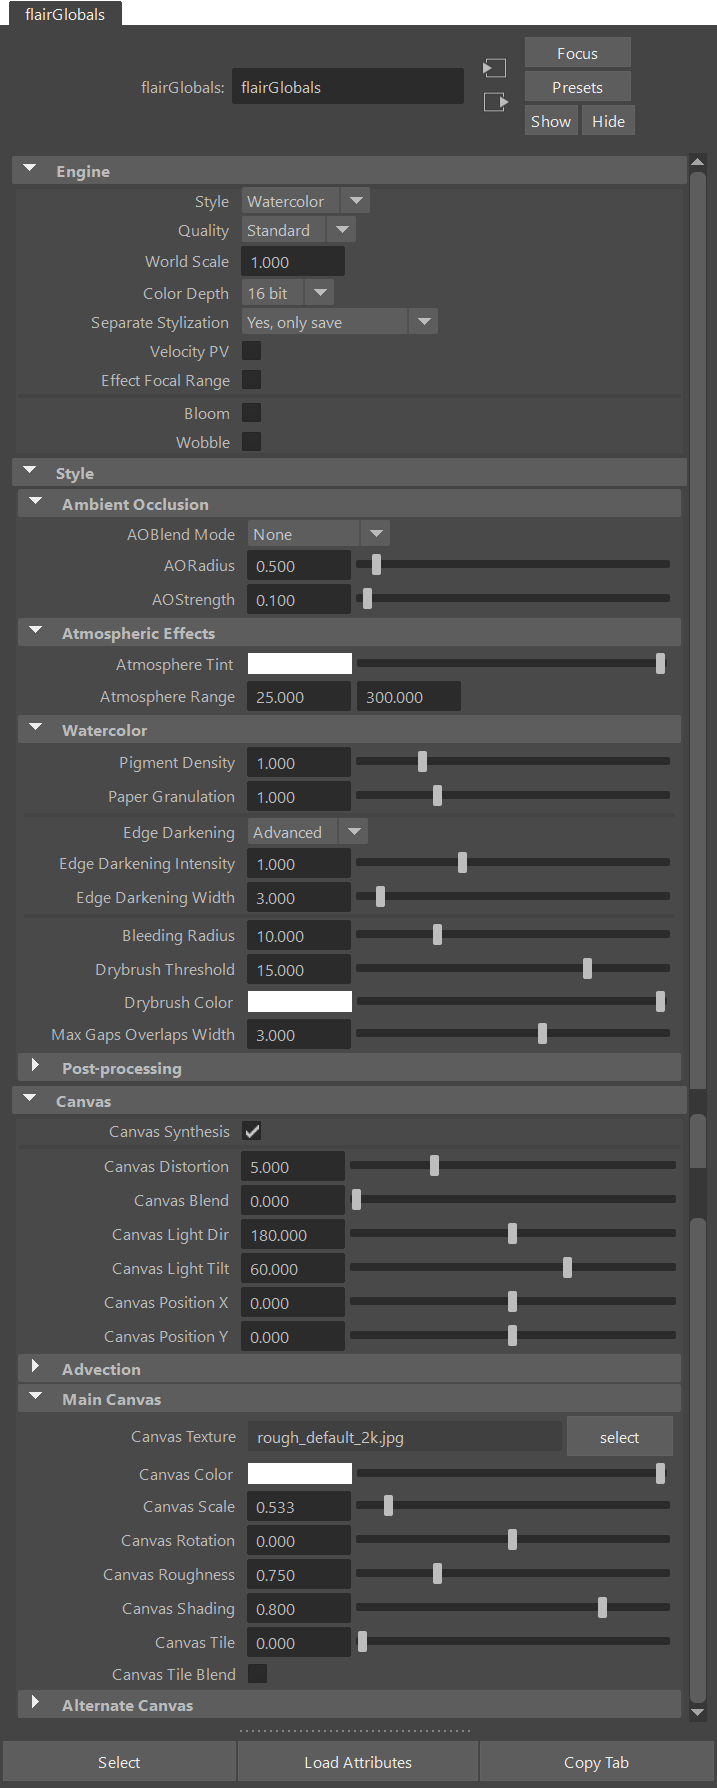 flairGlobals
flairGlobals: flairGlobals
Focus
Presets
Show Hide
Engine
Style Watercolor
Quality Standard
World Scale 1.000
Color Depth 16 bit
Separate Stylization Yes, only save
Velocity PV
Effect Focal Range
Bloom
Wobble
Style
Ambient Occlusion
AOBlend Mode None
AORadius 0.500
AOStrength 0.100
Atmospheric Effects
Atmosphere Tint
Atmosphere Range 25.000 300.000
Watercolor
Pigment Density 1.000
Paper Granulation 1.000
Edge Darkening Advanced
Edge Darkening Intensity 1.000
Edge Darkening Width 3.000
Bleeding Radius 10.000
Drybrush Threshold 15.000
Drybrush Color
Max Gaps Overlaps Width 3.000
Post-processing
Canvas
Canvas Synthesis
Canvas Distortion 5.000
Canvas Blend 0.000
Canvas Light Dir 180.000
Canvas Light Tilt 60.000
Canvas Position X 0.000
Canvas Position Y 0.000
Advection
Main Canvas
Canvas Texture rough_default_2k.jpg select
Canvas Color
Canvas Scale 0.533
Canvas Rotation 0.000
Canvas Roughness 0.750
Canvas Shading 0.800
Canvas Tile 0.000
Canvas Tile Blend
Alternate Canvas
Select Load Attributes Copy Tab